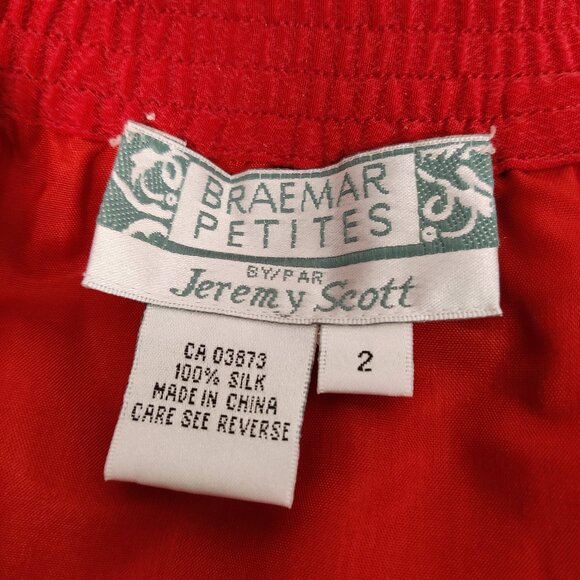 BRAEMAR
PETITES
BY/PAR
Jeremy Scott
CA 03873
100% SILK
MADE IN CHINA
CARE SEE REVERSE
2